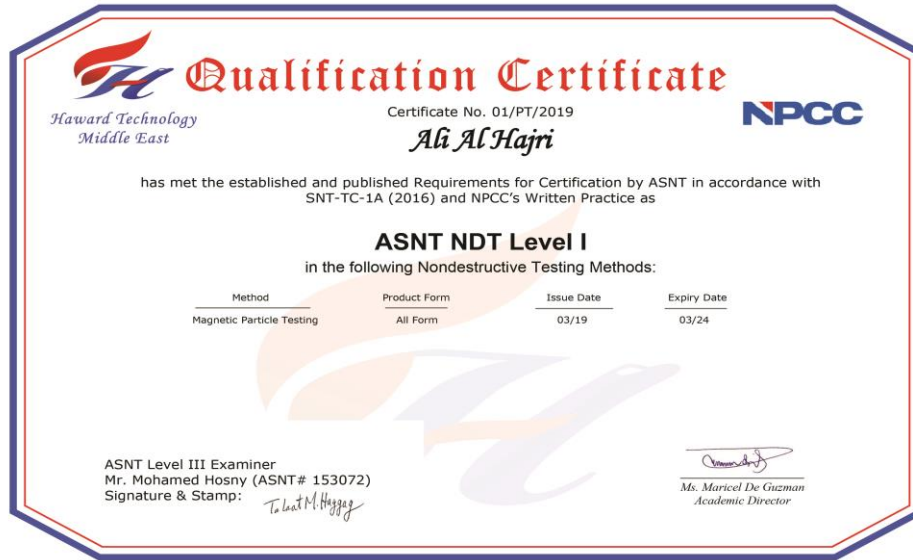 Qualification Certificate
Haward Technology
Middle East
Certificate No. 01/PT/2019
NPCC
Ali Al Hajri
has met the established and published Requirements for Certification by ASNT in accordance with
SNT-TC-1A (2016) and NPCC's Written Practice as
ASNT NDT Level I
in the following Nondestructive Testing Methods:
Method Product Form Issue Date Expiry Date
Magnetic Particle Testing All Form 03/19 03/24
ASNT Level III Examiner
Mr. Mohamed Hosny (ASNT# 153072)
Signature & Stamp: Talaat M. Haggag
Ms. Maricel De Guzman
Academic Director